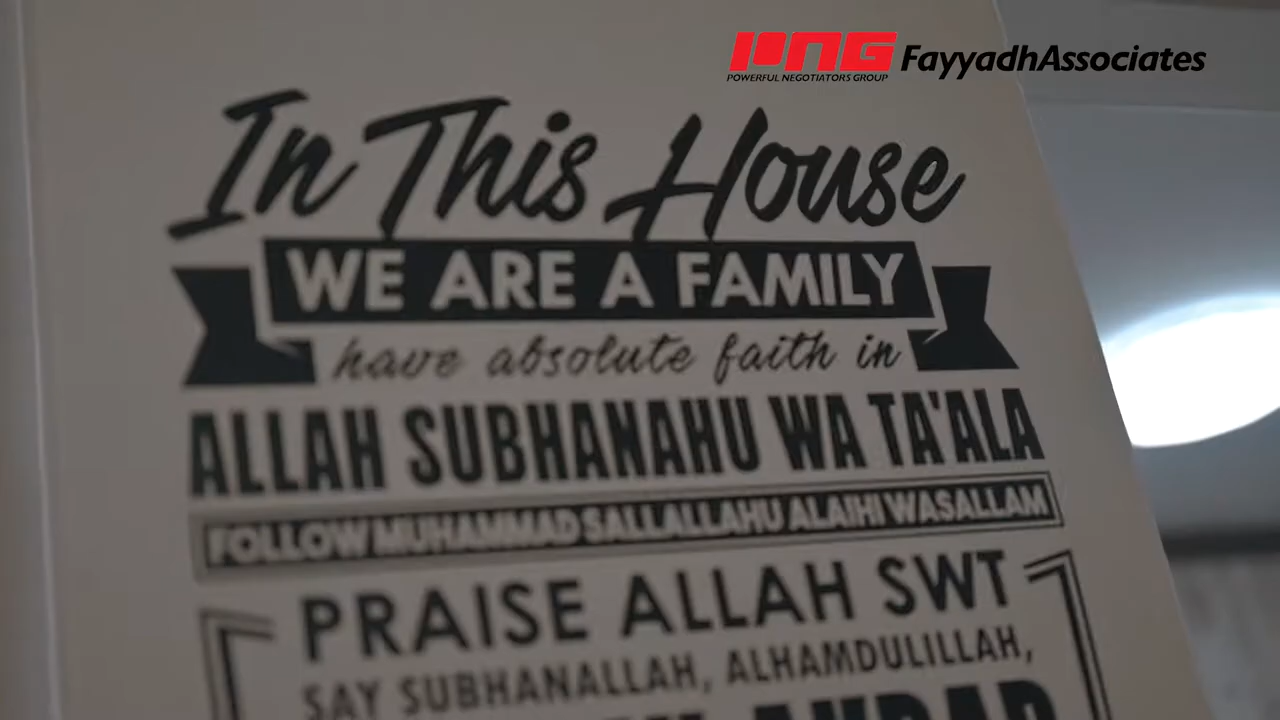 PNG FayyadhAssociates
POWERFUL NEGOTIATORS GROUP
In This House
WE ARE A FAMILY
have absolute faith in
ALLAH SUBHANAHU WA TA'ALA
FOLLOW MUHAMMAD SALLALLAHU ALAIHI WASALLAM
PRAISE ALLAH SWT
SAY SUBHANALLAH, ALHAMDULILLAH,